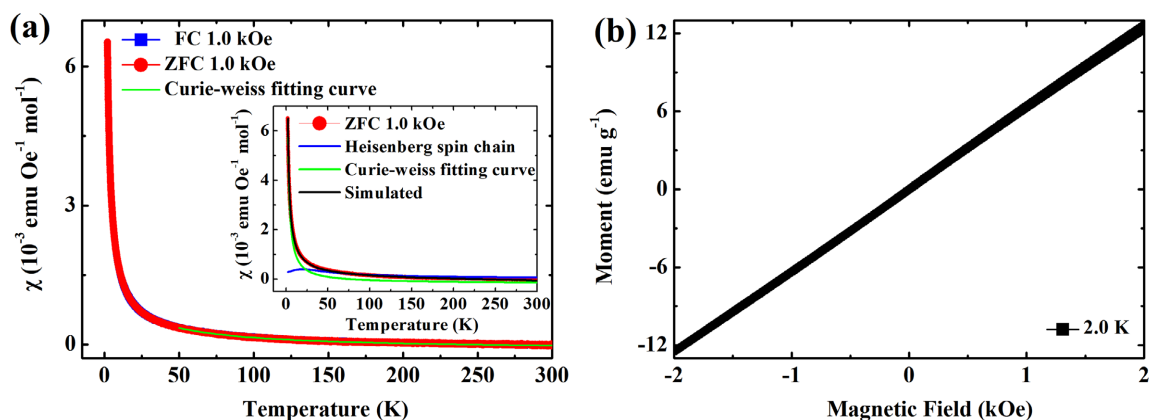 (a)
FC 1.0 kOe
ZFC 1.0 kOe
Curie-weiss fitting curve
χ (10⁻³ emu Oe⁻¹ mol⁻¹)
6
3
0
0
50
100
150
200
250
300
Temperature (K)
ZFC 1.0 kOe
Heisenberg spin chain
Curie-weiss fitting curve
Simulated
χ (10⁻³ emu Oe⁻¹ mol⁻¹)
6
4
2
0
0
50
100
150
200
250
300
Temperature (K)
(b)
Moment (emu g⁻¹)
12
6
0
-6
-12
2.0 K
-2
-1
0
1
2
Magnetic Field (kOe)